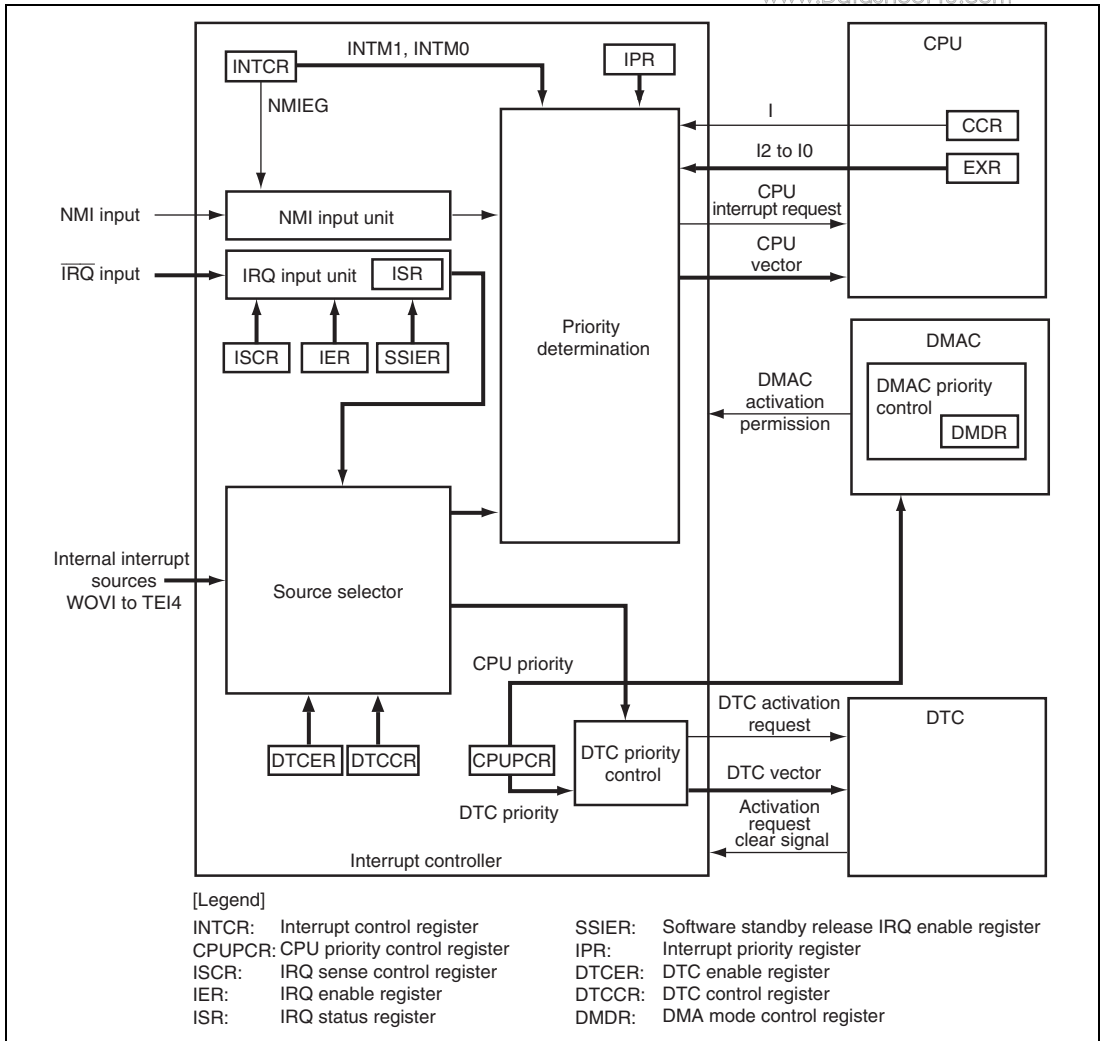 INTCR
INTM1, INTM0
IPR
CPU
NMIEG
I
CCR
I2 to I0
EXR
NMI input
NMI input unit
CPU
interrupt request
CPU
vector
IRQ input
IRQ input unit
ISR
ISCR
IER
SSIER
Priority
determination
DMAC
DMAC priority
control
DMDR
DMAC
activation
permission
Internal interrupt
sources
WOVI to TEI4
Source selector
CPU priority
DTCER
DTCCR
CPUPCR
DTC priority
control
DTC priority
DTC activation
request
DTC
DTC vector
Activation
request
clear signal
Interrupt controller
[Legend]
INTCR: Interrupt control register
CPUPCR: CPU priority control register
ISCR: IRQ sense control register
IER: IRQ enable register
ISR: IRQ status register
SSIER: Software standby release IRQ enable register
IPR: Interrupt priority register
DTCER: DTC enable register
DTCCR: DTC control register
DMDR: DMA mode control register